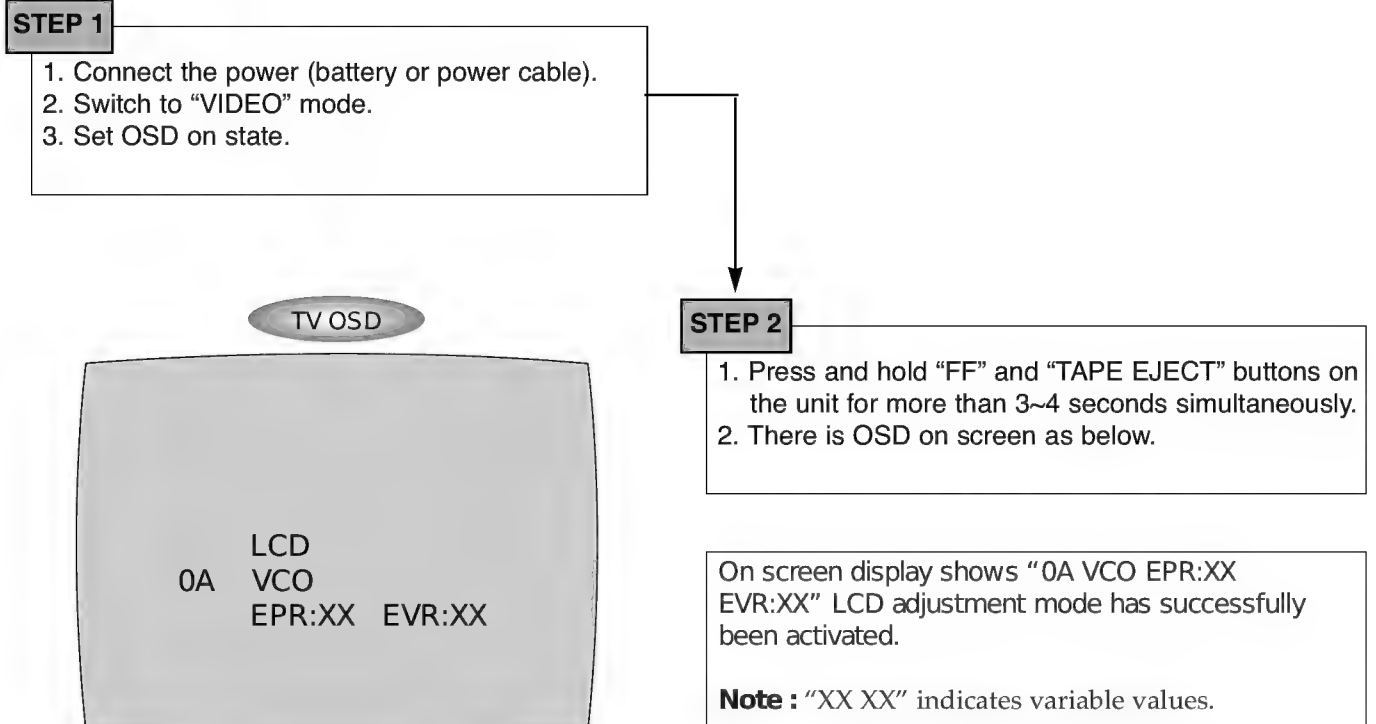 STEP 1
1. Connect the power (battery or power cable).
2. Switch to “VIDEO” mode.
3. Set OSD on state.
TV OSD
LCD
0A VCO
EPR:XX EVR:XX
STEP 2
1. Press and hold “FF” and “TAPE EJECT” buttons on
the unit for more than 3~4 seconds simultaneously.
2. There is OSD on screen as below.
On screen display shows “0A VCO EPR:XX
EVR:XX” LCD adjustment mode has successfully
been activated.
Note : “XX XX” indicates variable values.